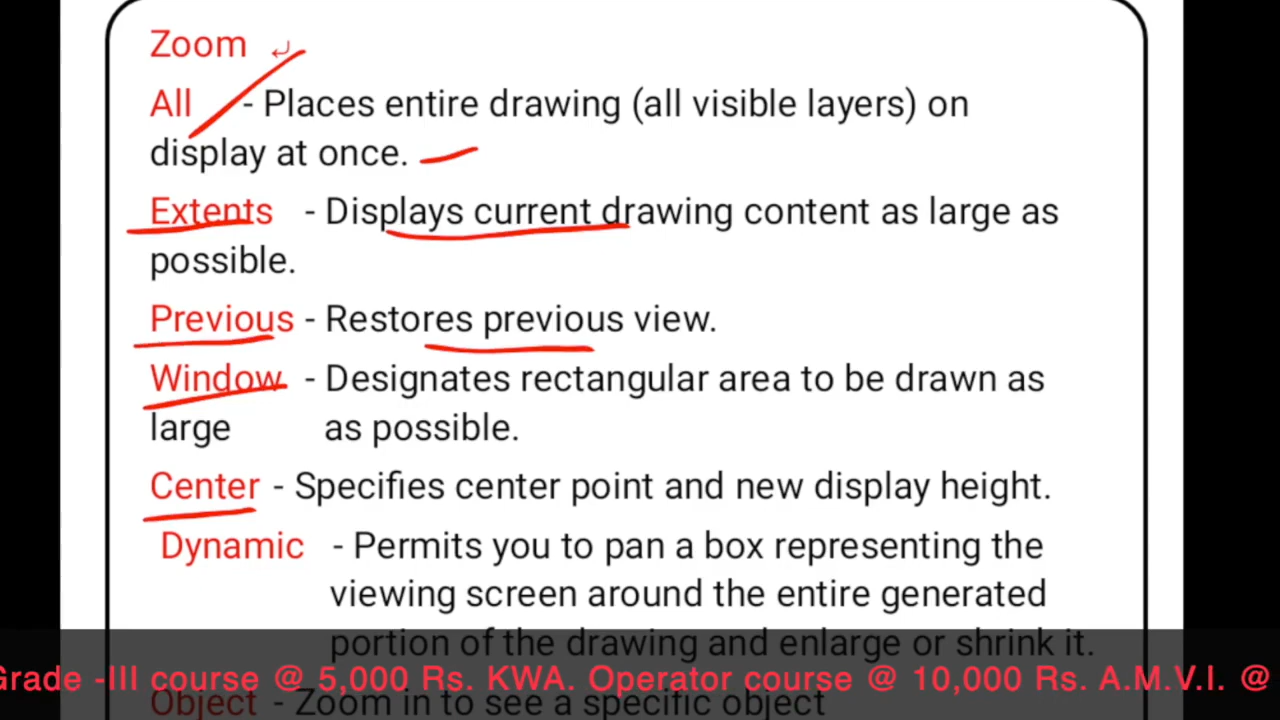 Zoom ↵
All - Places entire drawing (all visible layers) on
display at once.
Extents - Displays current drawing content as large as
possible.
Previous - Restores previous view.
Window - Designates rectangular area to be drawn as
large as possible.
Center - Specifies center point and new display height.
Dynamic - Permits you to pan a box representing the
viewing screen around the entire generated
portion of the drawing and enlarge or shrink it.
Grade -III course @ 5,000 Rs. KWA. Operator course @ 10,000 Rs. A.M.V.I. @
Object - Zoom in to see a specific object